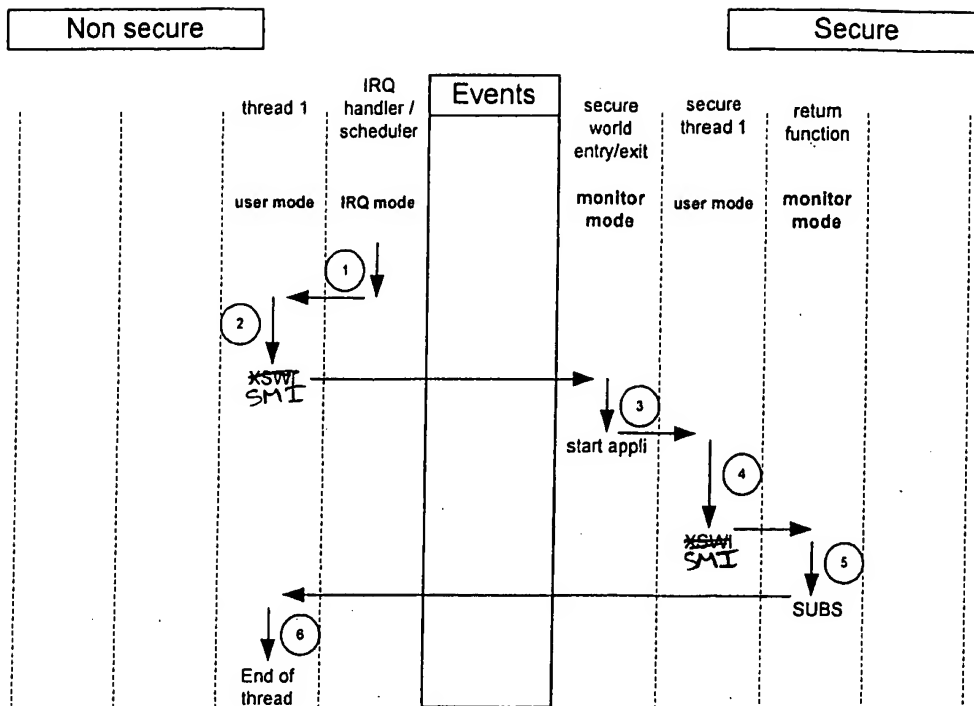 Non secure
Secure
thread 1
IRQ
handler /
scheduler
Events
secure
world
entry/exit
secure
thread 1
return
function
user mode
IRQ mode
monitor
mode
user mode
monitor
mode
1
2
XSWI
SMI
3
start appli
4
XSWI
SMI
5
SUBS
6
End of
thread